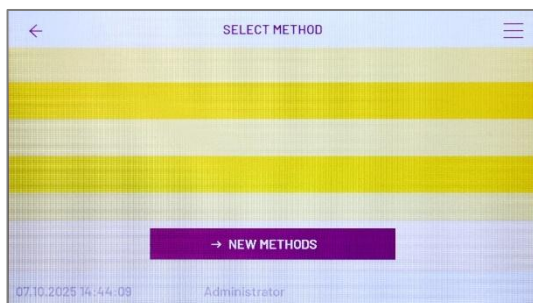 ← SELECT METHOD
→ NEW METHODS
07.10.2025 14:44:09 Administrator